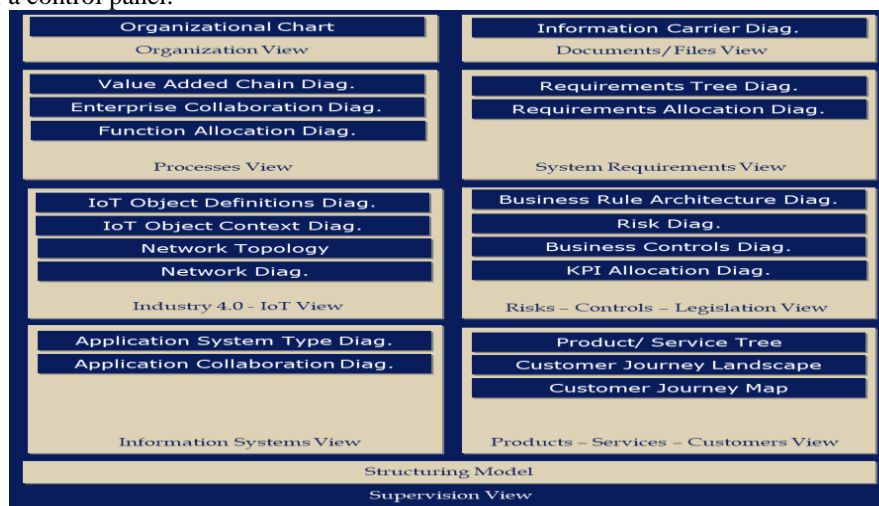 a control panel.
Organizational Chart
Organization View
Information Carrier Diag.
Documents/Files View
Value Added Chain Diag.
Enterprise Collaboration Diag.
Function Allocation Diag.
Processes View
Requirements Tree Diag.
Requirements Allocation Diag.
System Requirements View
IoT Object Definitions Diag.
IoT Object Context Diag.
Network Topology
Network Diag.
Industry 4.0 - IoT View
Business Rule Architecture Diag.
Risk Diag.
Business Controls Diag.
KPI Allocation Diag.
Risks – Controls – Legislation View
Application System Type Diag.
Application Collaboration Diag.
Information Systems View
Product/ Service Tree
Customer Journey Landscape
Customer Journey Map
Products – Services – Customers View
Structuring Model
Supervision View